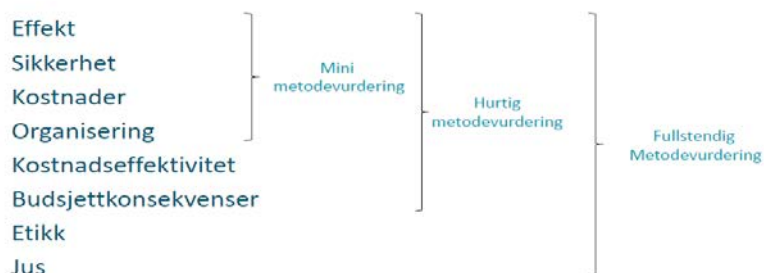 Effekt
Sikkerhet
Kostnader
Organisering
Kostnadseffektivitet
Budsjettkonsekvenser
Etikk
Jus
Mini
metodevurdering
Hurtig
metodevurdering
Fullstendig
Metodevurdering